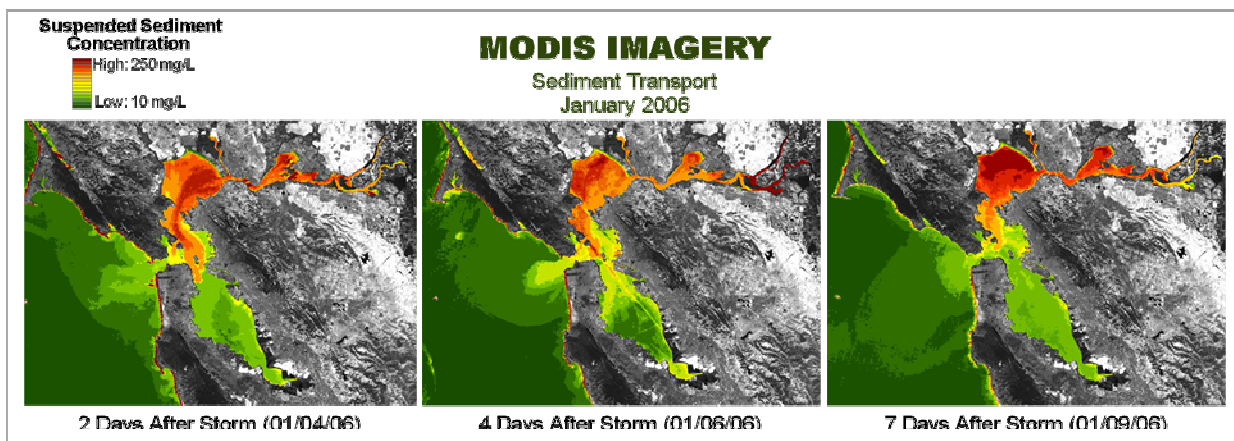 Suspended Sediment
Concentration
High: 250 mg/L
Low: 10 mg/L
MODIS IMAGERY
Sediment Transport
January 2006
2 Days After Storm (01/04/06)
4 Days After Storm (01/06/06)
7 Days After Storm (01/09/06)